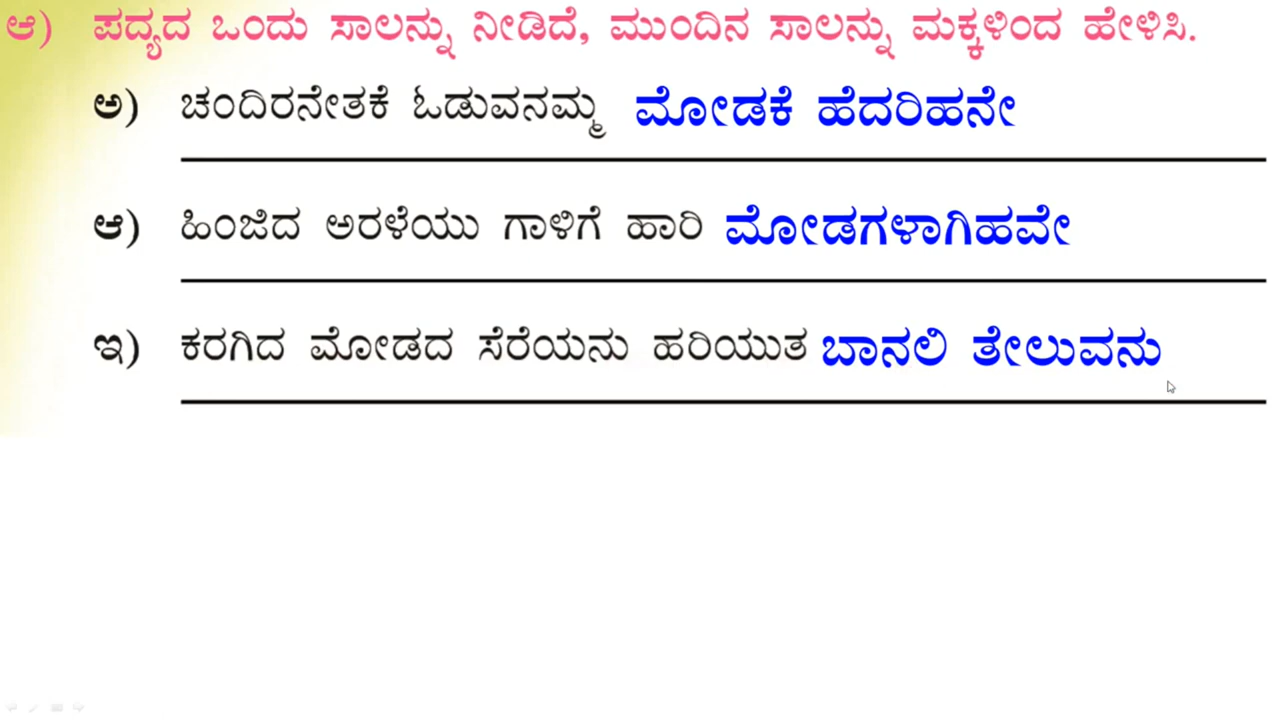 ಆ) ಪದ್ಯದ ಒಂದು ಸಾಲನ್ನು ನೀಡಿದೆ, ಮುಂದಿನ ಸಾಲನ್ನು ಮಕ್ಕಳಿಂದ ಹೇಳಿಸಿ.
ಅ) ಚಂದಿರನೇತಕೆ ಓಡುವನಮ್ಮ ಮೋಡಕೆ ಹೆದರಿಹನೇ
ಆ) ಹಿಂಜಿದ ಅರಳೆಯು ಗಾಳಿಗೆ ಹಾರಿ ಮೋಡಗಳಾಗಿಹವೇ
ಇ) ಕರಗಿದ ಮೋಡದ ಸೆರೆಯನು ಹರಿಯುತ ಬಾನಲಿ ತೇಲುವನು